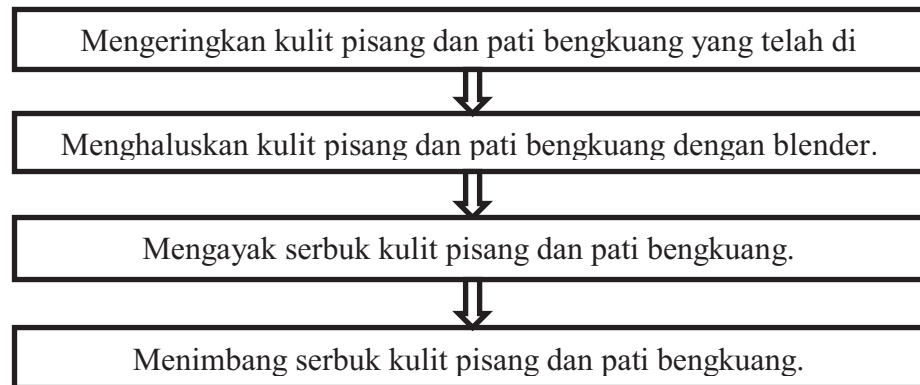 Mengeringkan kulit pisang dan pati bengkuang yang telah di
Menghaluskan kulit pisang dan pati bengkuang dengan blender.
Mengayak serbuk kulit pisang dan pati bengkuang.
Menimbang serbuk kulit pisang dan pati bengkuang.